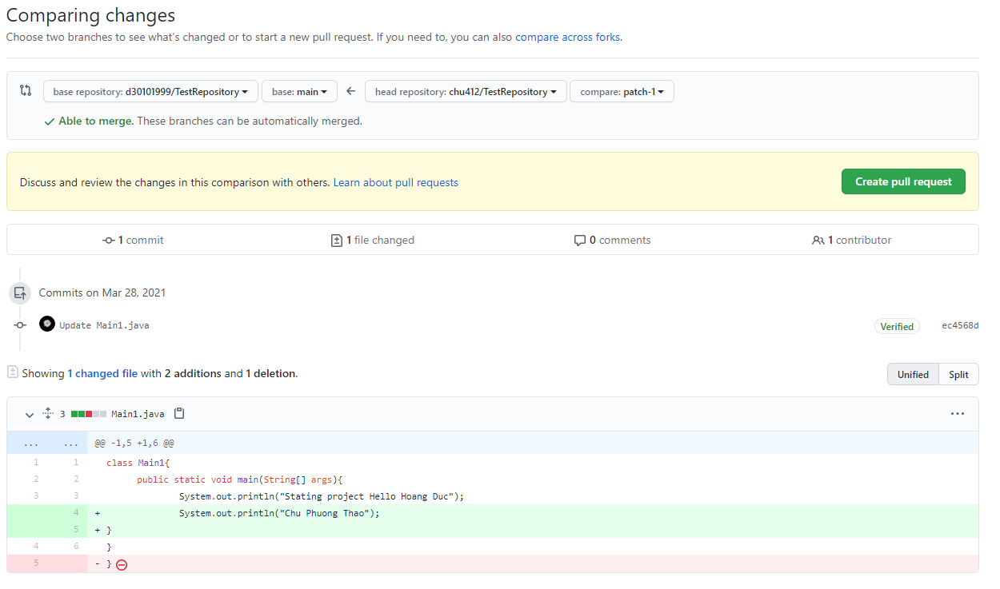 Comparing changes
Choose two branches to see what's changed or to start a new pull request. If you need to, you can also compare across forks.
base repository: d30101999/TestRepository base: main head repository: chu412/TestRepository compare: patch-1
Able to merge. These branches can be automatically merged.
Discuss and review the changes in this comparison with others. Learn about pull requests Create pull request
1 commit 1 file changed 0 comments 1 contributor
Commits on Mar 28, 2021
Update Main1.java Verified ec4568d
Showing 1 changed file with 2 additions and 1 deletion. Unified Split
3 Main1.java ...
... ... @@ -1,5 +1,6 @@
1 1 class Main1{
2 2 public static void main(String[] args){
3 3 System.out.println("Stating project Hello Hoang Duc");
4 + System.out.println("Chu Phuong Thao");
5 + }
4 6 }
5 - }